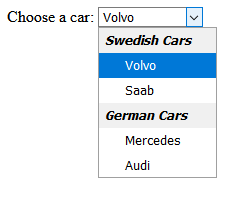 Choose a car: Volvo
Swedish Cars
Volvo
Saab
German Cars
Mercedes
Audi